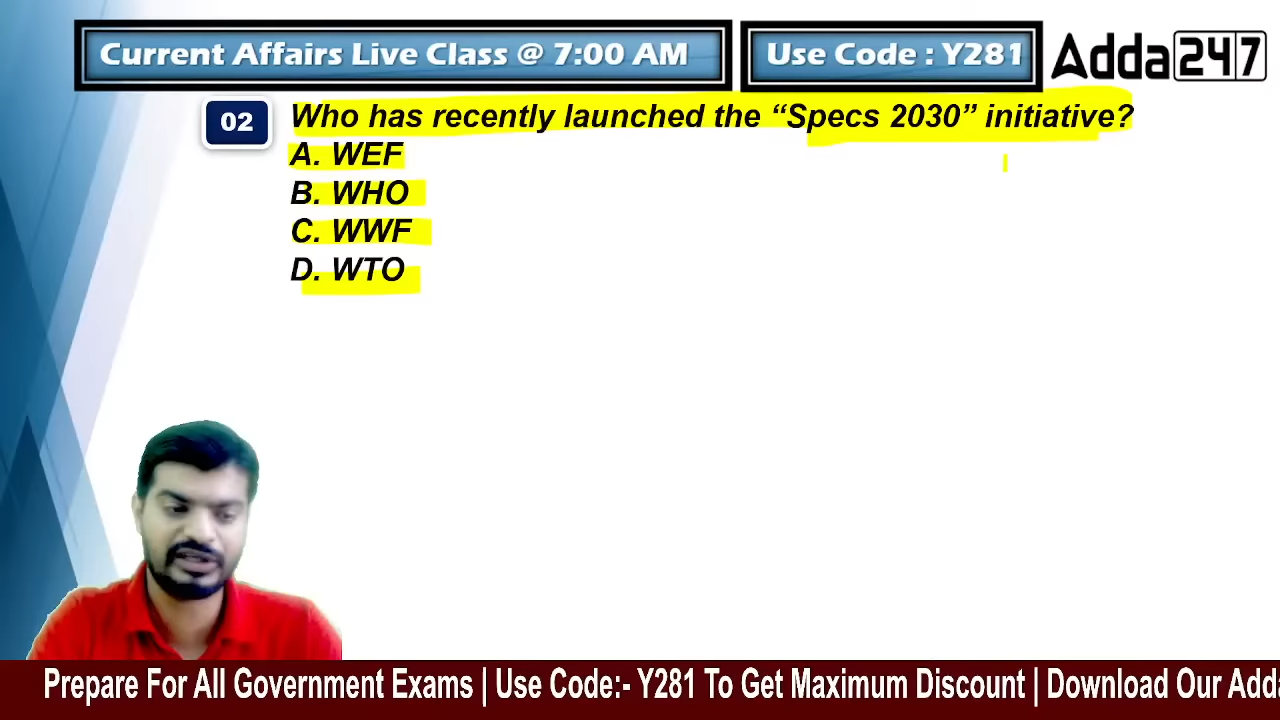 Current Affairs Live Class @ 7:00 AM
Use Code : Y281
Adda247
02
Who has recently launched the “Specs 2030” initiative?
A. WEF
B. WHO
C. WWF
D. WTO
Prepare For All Government Exams | Use Code:- Y281 To Get Maximum Discount | Download Our Adda